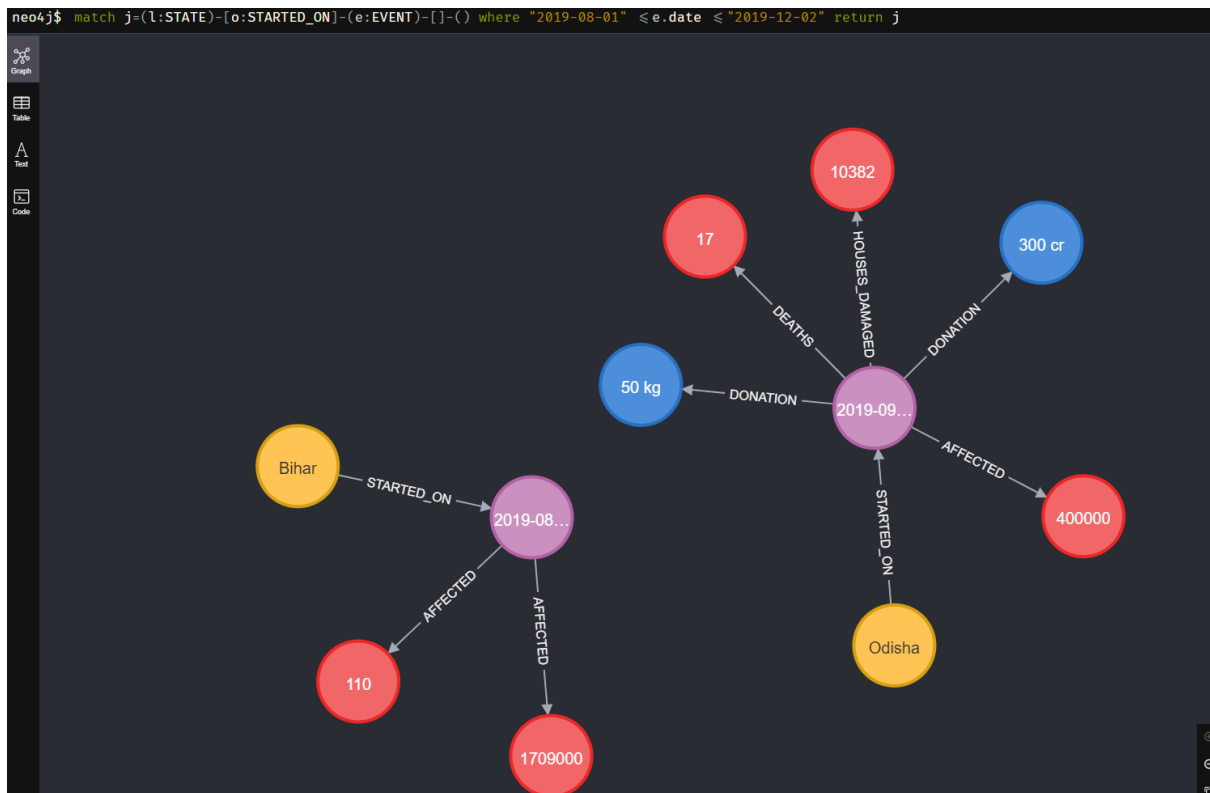 neo4j$ match j=(l:STATE)-[o:STARTED_ON]-(e:EVENT)-[]-() where "2019-08-01" ≤e.date ≤"2019-12-02" return j
Graph
Table
A
Text
Code
10382
17
300 cr
HOUSES_DAMAGED
DEATHS
DONATION
50 kg
DONATION
2019-09...
Bihar
STARTED_ON
AFFECTED
2019-08...
STARTED_ON
400000
AFFECTED
AFFECTED
Odisha
110
1709000